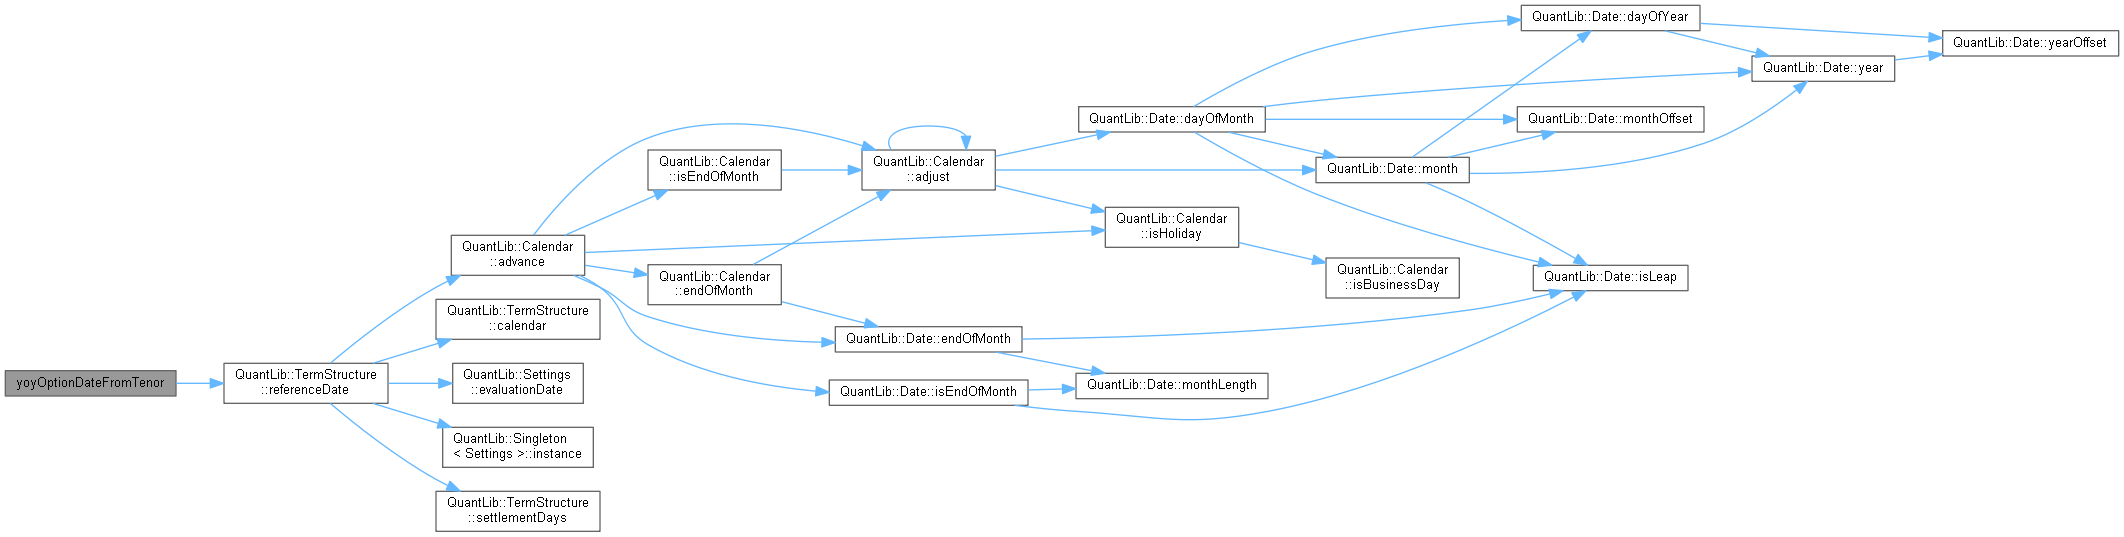 yoyOptionDateFromTenor
QuantLib::TermStructure
::referenceDate
QuantLib::Calendar
::advance
QuantLib::TermStructure
::calendar
QuantLib::Settings
::evaluationDate
QuantLib::Singleton
< Settings >::instance
QuantLib::TermStructure
::settlementDays
QuantLib::Calendar
::isEndOfMonth
QuantLib::Calendar
::endOfMonth
QuantLib::Calendar
::adjust
QuantLib::Date::endOfMonth
QuantLib::Date::isEndOfMonth
QuantLib::Date::dayOfMonth
QuantLib::Calendar
::isHoliday
QuantLib::Date::monthLength
QuantLib::Date::month
QuantLib::Calendar
::isBusinessDay
QuantLib::Date::dayOfYear
QuantLib::Date::monthOffset
QuantLib::Date::isLeap
QuantLib::Date::year
QuantLib::Date::yearOffset